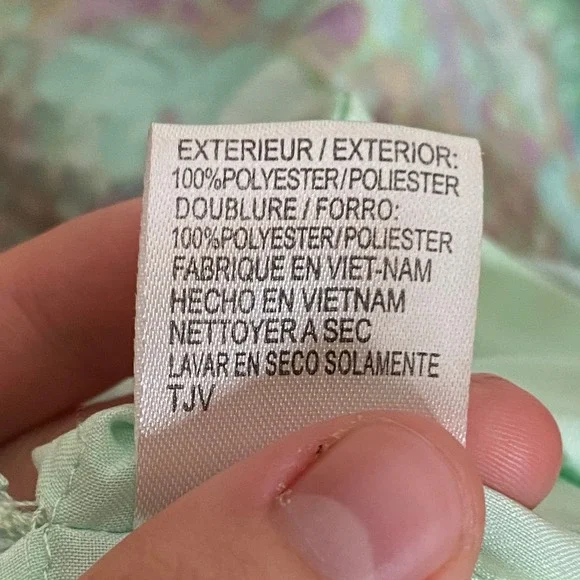 EXTERIEUR / EXTERIOR:
100%POLYESTER/POLIESTER
DOUBLURE / FORRO:
100%POLYESTER/POLIESTER
FABRIQUE EN VIET-NAM
HECHO EN VIETNAM
NETTOYER A SEC
LAVAR EN SECO SOLAMENTE
TJV